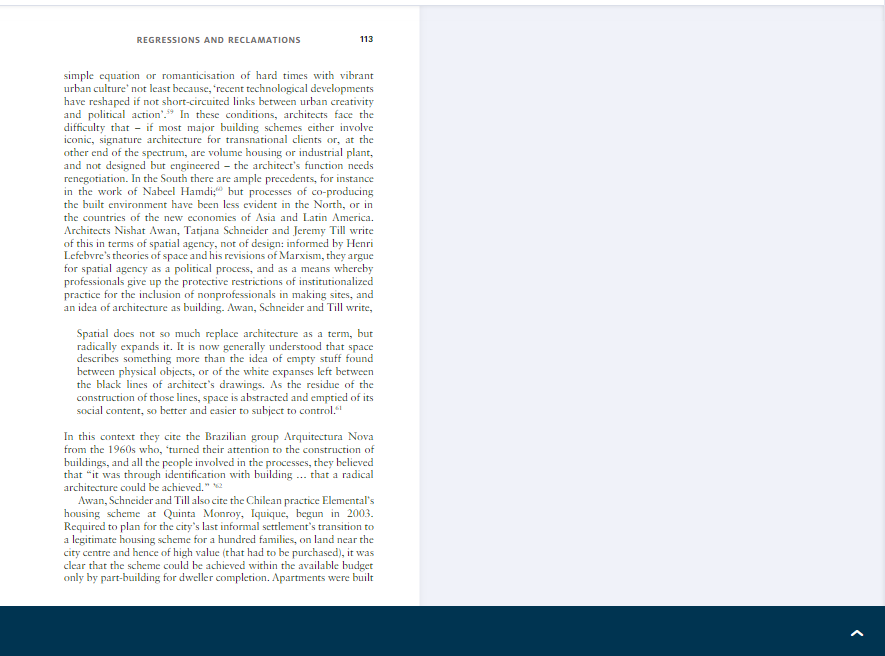 REGRESSIONS AND RECLAMATIONS 113
simple equation or romanticisation of hard times with vibrant
urban culture' not least because, 'recent technological developments
have reshaped if not short-circuited links between urban creativity
and political action'.59 In these conditions, architects face the
difficulty that – if most major building schemes either involve
iconic, signature architecture for transnational clients or, at the
other end of the spectrum, are volume housing or industrial plant,
and not designed but engineered – the architect's function needs
renegotiation. In the South there are ample precedents, for instance
in the work of Nabeel Hamdi;60 but processes of co-producing
the built environment have been less evident in the North, or in
the countries of the new economies of Asia and Latin America.
Architects Nishat Awan, Tatjana Schneider and Jeremy Till write
of this in terms of spatial agency, not of design: informed by Henri
Lefebvre's theories of space and his revisions of Marxism, they argue
for spatial agency as a political process, and as a means whereby
professionals give up the protective restrictions of institutionalized
practice for the inclusion of nonprofessionals in making sites, and
an idea of architecture as building. Awan, Schneider and Till write,
Spatial does not so much replace architecture as a term, but
radically expands it. It is now generally understood that space
describes something more than the idea of empty stuff found
between physical objects, or of the white expanses left between
the black lines of architect's drawings. As the residue of the
construction of those lines, space is abstracted and emptied of its
social content, so better and easier to subject to control.61
In this context they cite the Brazilian group Arquitectura Nova
from the 1960s who, 'turned their attention to the construction of
buildings, and all the people involved in the processes, they believed
that "it was through identification with building ... that a radical
architecture could be achieved." '62
Awan, Schneider and Till also cite the Chilean practice Elemental's
housing scheme at Quinta Monroy, Iquique, begun in 2003.
Required to plan for the city's last informal settlement's transition to
a legitimate housing scheme for a hundred families, on land near the
city centre and hence of high value (that had to be purchased), it was
clear that the scheme could be achieved within the available budget
only by part-building for dweller completion. Apartments were built